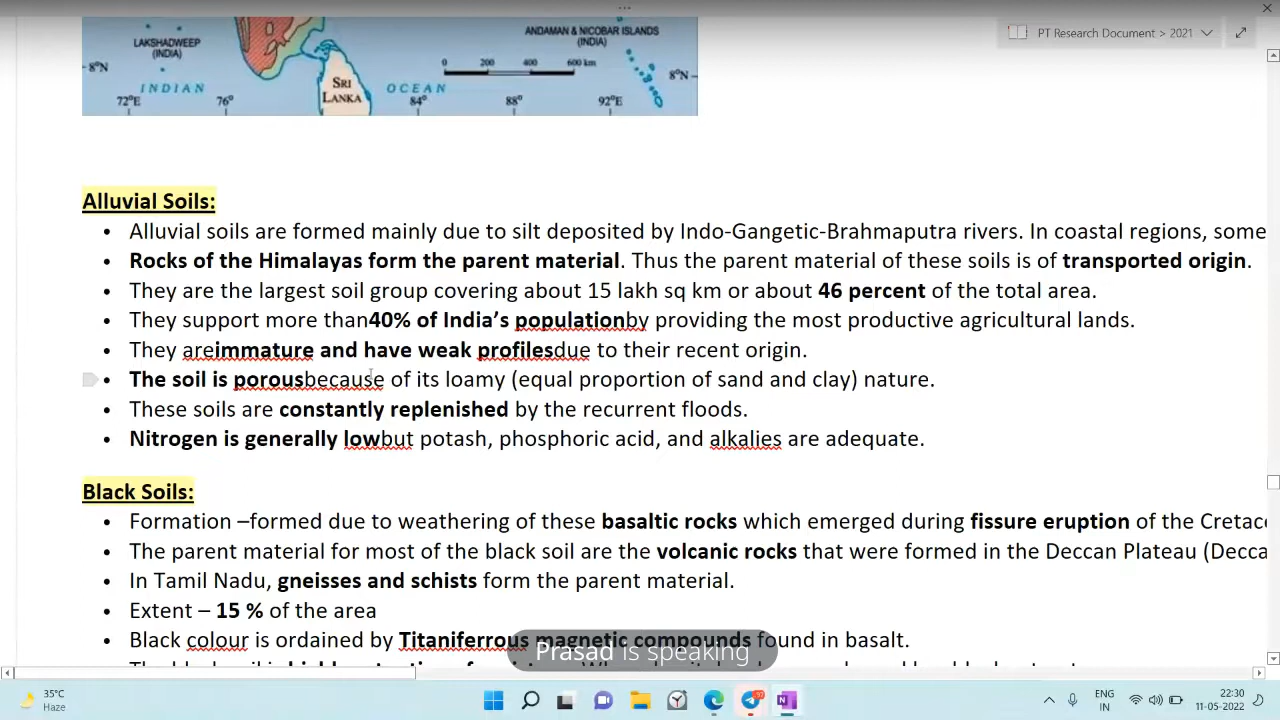 LAKSHADWEEP
(INDIA)
ANDAMAN & NICOBAR ISLANDS
(INDIA)
8°N
8°N
0 200 400 600 km
INDIAN
OCEAN
SRI
LANKA
72°E 76° 84° 88° 92°E
PT Research Document > 2021
Alluvial Soils:
• Alluvial soils are formed mainly due to silt deposited by Indo-Gangetic-Brahmaputra rivers. In coastal regions, some
• Rocks of the Himalayas form the parent material. Thus the parent material of these soils is of transported origin.
• They are the largest soil group covering about 15 lakh sq km or about 46 percent of the total area.
• They support more than40% of India's populationby providing the most productive agricultural lands.
• They areimmature and have weak profilesdue to their recent origin.
• The soil is porousbecause of its loamy (equal proportion of sand and clay) nature.
• These soils are constantly replenished by the recurrent floods.
• Nitrogen is generally lowbut potash, phosphoric acid, and alkalies are adequate.
Black Soils:
• Formation –formed due to weathering of these basaltic rocks which emerged during fissure eruption of the
• The parent material for most of the black soil are the volcanic rocks that were formed in the Deccan Plateau
• In Tamil Nadu, gneisses and schists form the parent material.
• Extent – 15 % of the area
• Black colour is ordained by Titaniferrous magnetic compounds found in basalt.
Prasad is speaking
35°C
Haze
ENG
IN
22:30
11-05-2022